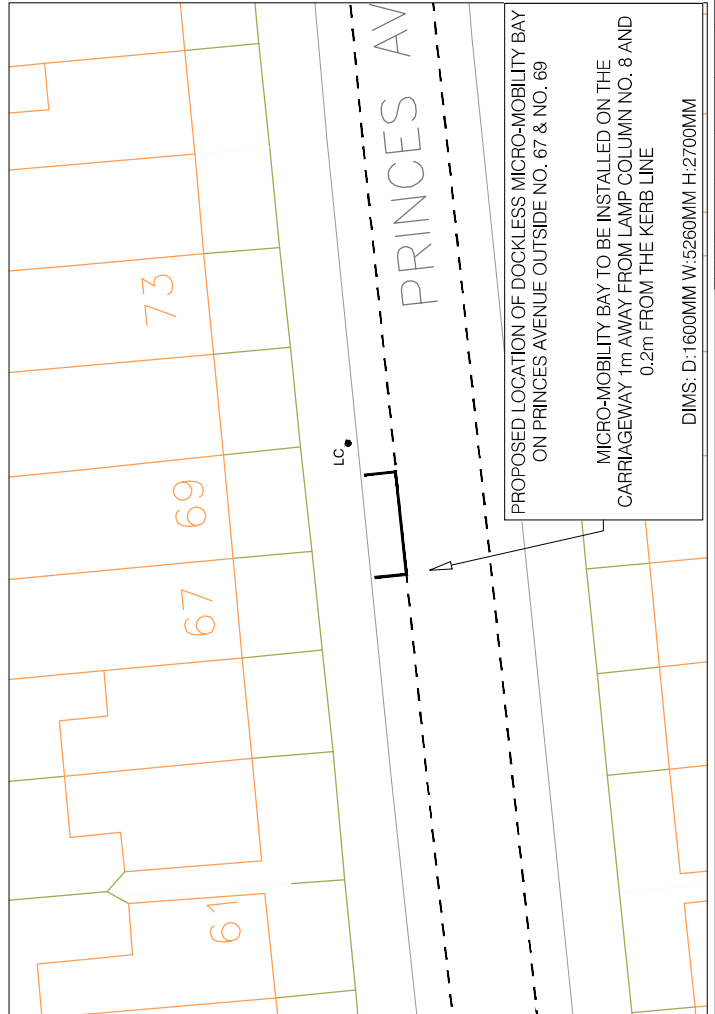 PROPOSED LOCATION OF DOCKLESS MICRO-MOBILITY BAY
ON PRINCES AVENUE OUTSIDE NO. 67 & NO. 69
MICRO-MOBILITY BAY TO BE INSTALLED ON THE
CARRIAGEWAY 1m AWAY FROM LAMP COLUMN NO. 8 AND
0.2m FROM THE KERB LINE
DIMS: D:1600MM W:5260MM H:2700MM
PRINCES AV
LC
61
67
69
73